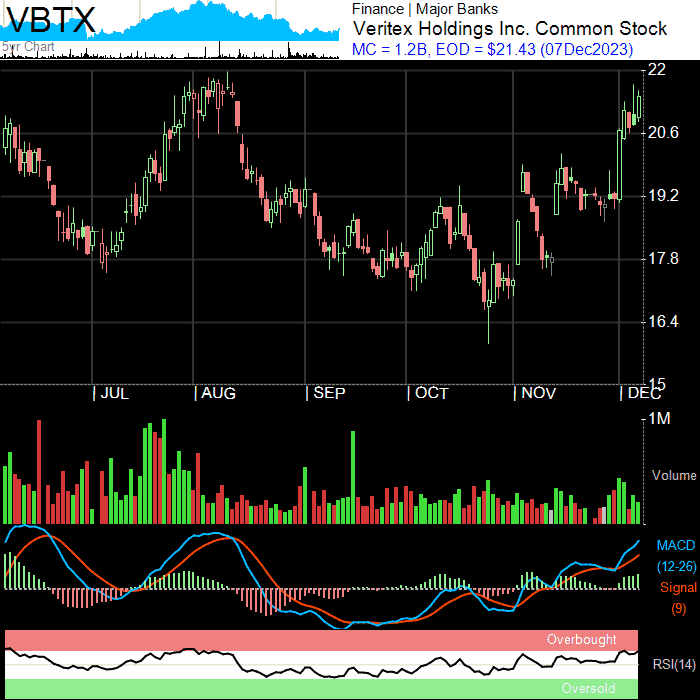 VBTX
5yr Chart
Finance | Major Banks
Veritex Holdings Inc. Common Stock
MC = 1.2B, EOD = $21.43 (07Dec2023)
22
20.6
19.2
17.8
16.4
15
| JUL
| AUG
| SEP
| OCT
| NOV
| DEC
1M
Volume
MACD
(12-26)
Signal
(9)
Overbought
RSI(14)
Oversold